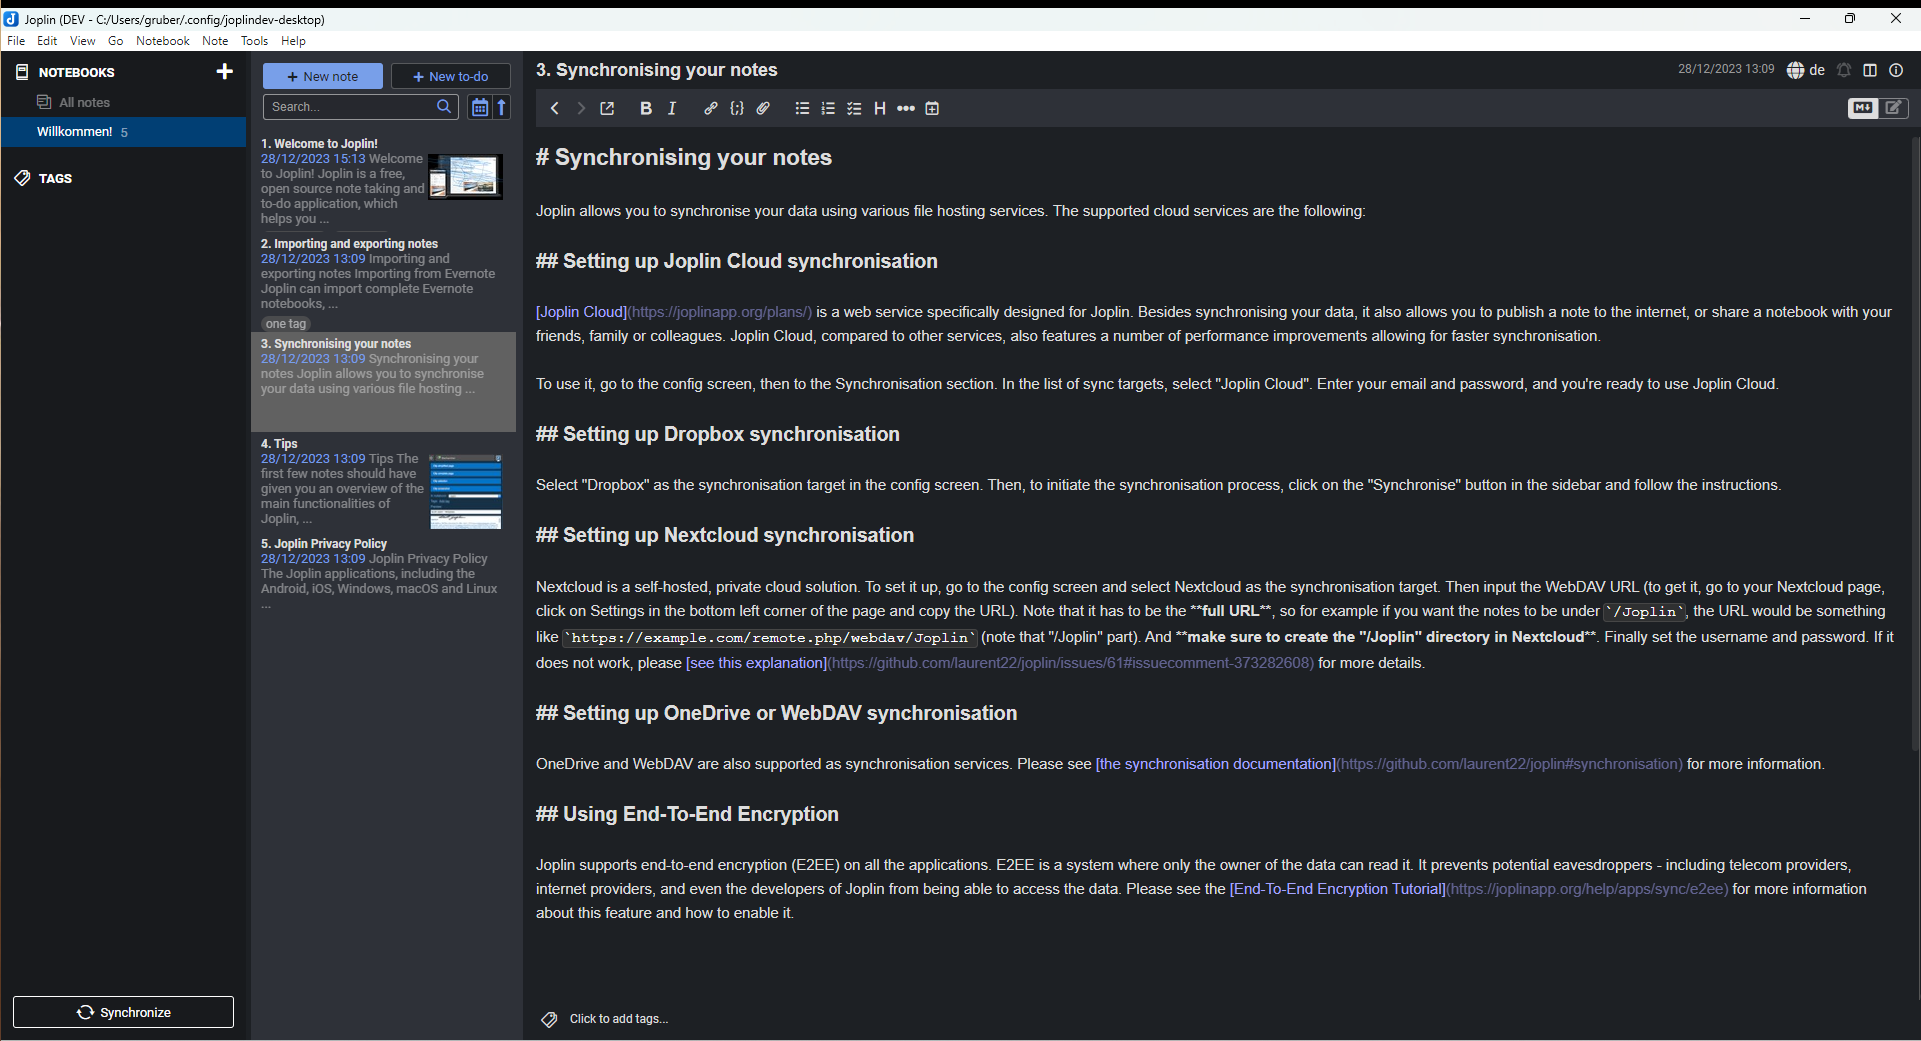 Joplin (DEV - C:/Users/gruber/.config/joplindev-desktop)
File Edit View Go Notebook Note Tools Help
NOTEBOOKS
All notes
Willkommen! 5
TAGS
Synchronize
+ New note
+ New to-do
Search...
1. Welcome to Joplin!
28/12/2023 15:13 Welcome
to Joplin! Joplin is a free,
open source note taking and
to-do application, which
helps you ...
2. Importing and exporting notes
28/12/2023 13:09 Importing and
exporting notes Importing from Evernote
Joplin can import complete Evernote
notebooks, ...
one tag
3. Synchronising your notes
28/12/2023 13:09 Synchronising your
notes Joplin allows you to synchronise
your data using various file hosting ...
4. Tips
28/12/2023 13:09 Tips The
first few notes should have
given you an overview of the
main functionalities of
Joplin, ...
5. Joplin Privacy Policy
28/12/2023 13:09 Joplin Privacy Policy
The Joplin applications, including the
Android, iOS, Windows, macOS and Linux
...
3. Synchronising your notes
28/12/2023 13:09 de
# Synchronising your notes
Joplin allows you to synchronise your data using various file hosting services. The supported cloud services are the following:
## Setting up Joplin Cloud synchronisation
[Joplin Cloud](https://joplinapp.org/plans/) is a web service specifically designed for Joplin. Besides synchronising your data, it also allows you to publish a note to the internet, or share a notebook with your
friends, family or colleagues. Joplin Cloud, compared to other services, also features a number of performance improvements allowing for faster synchronisation.
To use it, go to the config screen, then to the Synchronisation section. In the list of sync targets, select "Joplin Cloud". Enter your email and password, and you're ready to use Joplin Cloud.
## Setting up Dropbox synchronisation
Select "Dropbox" as the synchronisation target in the config screen. Then, to initiate the synchronisation process, click on the "Synchronise" button in the sidebar and follow the instructions.
## Setting up Nextcloud synchronisation
Nextcloud is a self-hosted, private cloud solution. To set it up, go to the config screen and select Nextcloud as the synchronisation target. Then input the WebDAV URL (to get it, go to your Nextcloud page,
click on Settings in the bottom left corner of the page and copy the URL). Note that it has to be the **full URL**, so for example if you want the notes to be under `/Joplin`, the URL would be something
like `https://example.com/remote.php/webdav/Joplin` (note that "/Joplin" part). And **make sure to create the "/Joplin" directory in Nextcloud**. Finally set the username and password. If it
does not work, please [see this explanation](https://github.com/laurent22/joplin/issues/61#issuecomment-373282608) for more details.
## Setting up OneDrive or WebDAV synchronisation
OneDrive and WebDAV are also supported as synchronisation services. Please see [the synchronisation documentation](https://github.com/laurent22/joplin#synchronisation) for more information.
## Using End-To-End Encryption
Joplin supports end-to-end encryption (E2EE) on all the applications. E2EE is a system where only the owner of the data can read it. It prevents potential eavesdroppers - including telecom providers,
internet providers, and even the developers of Joplin from being able to access the data. Please see the [End-To-End Encryption Tutorial](https://joplinapp.org/help/apps/sync/e2ee) for more information
about this feature and how to enable it.
Click to add tags...